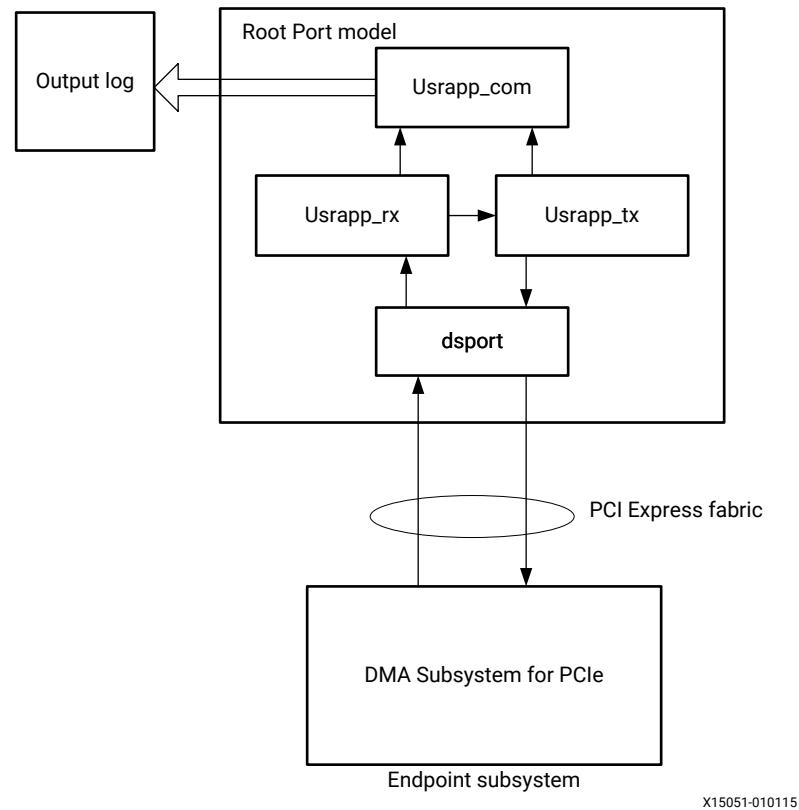 Root Port model
Output log
Usrapp_com
Usrapp_rx
Usrapp_tx
dsport
PCI Express fabric
DMA Subsystem for PCIe
Endpoint subsystem
X15051-010115